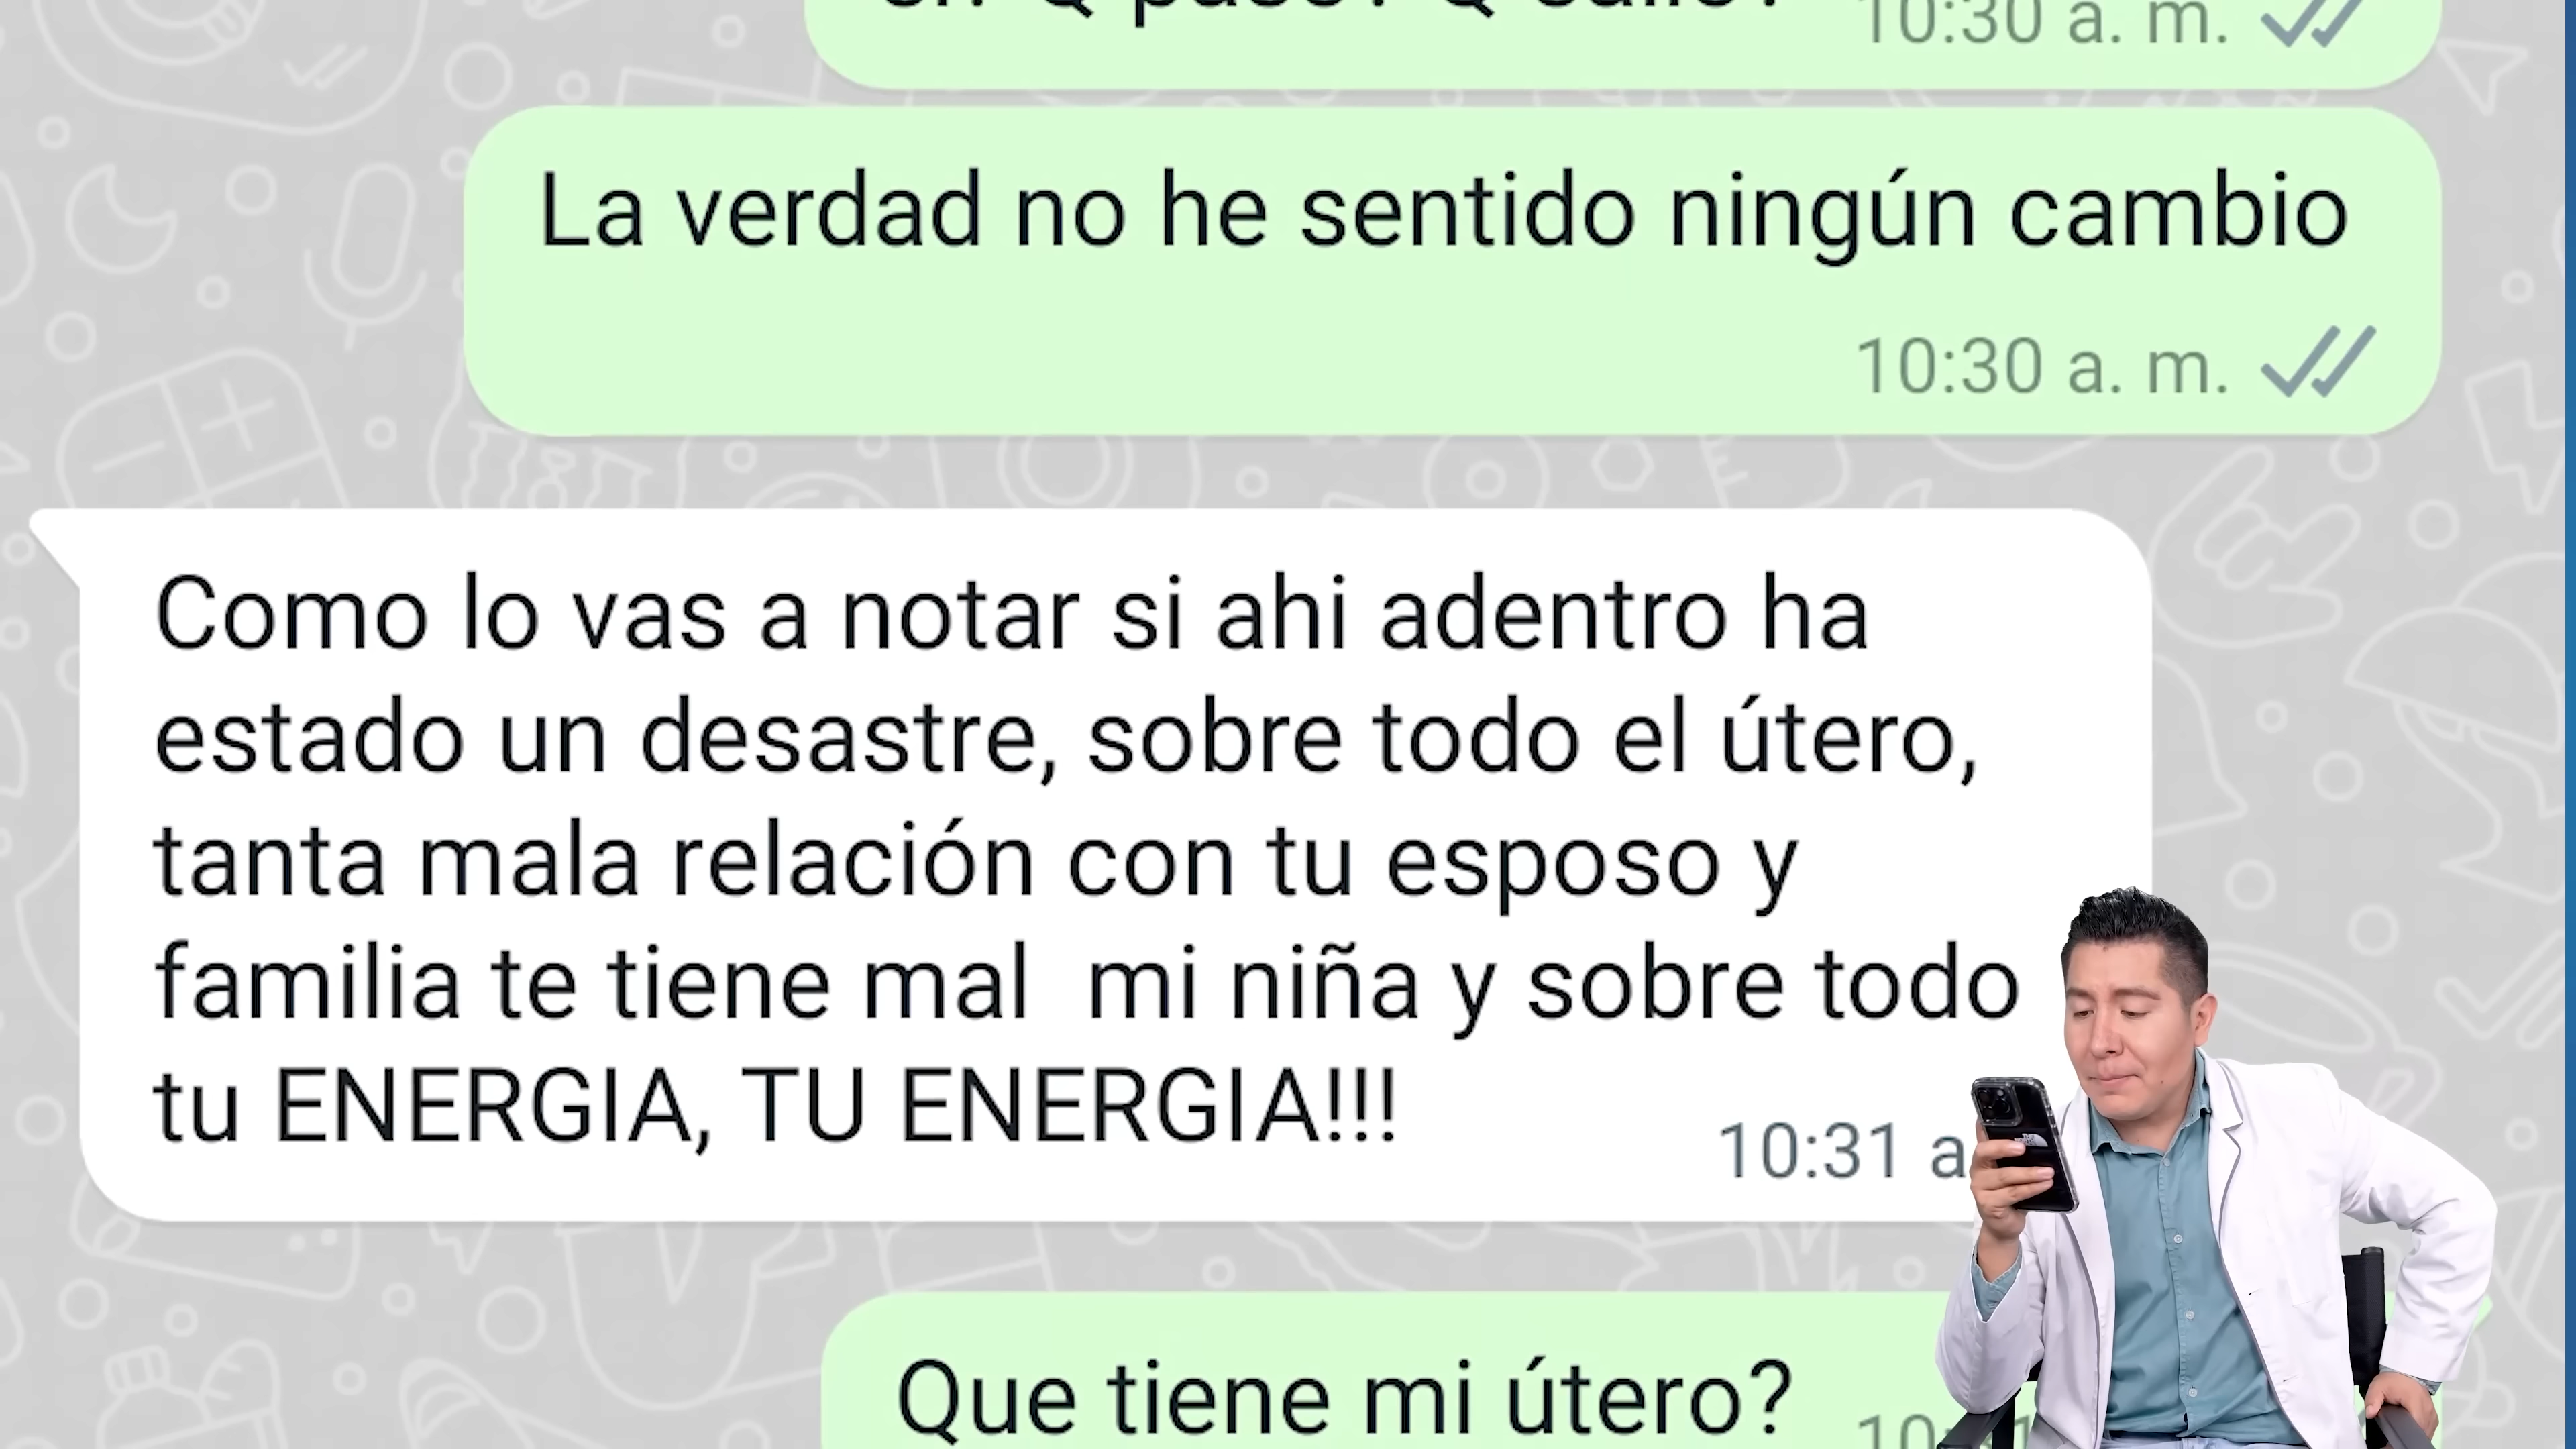 10:30 a. m.
La verdad no he sentido ningún cambio
10:30 a. m.
Como lo vas a notar si ahi adentro ha
estado un desastre, sobre todo el útero,
tanta mala relación con tu esposo y
familia te tiene mal  mi niña y sobre todo
tu ENERGIA, TU ENERGIA!!!
10:31 a
Que tiene mi útero?